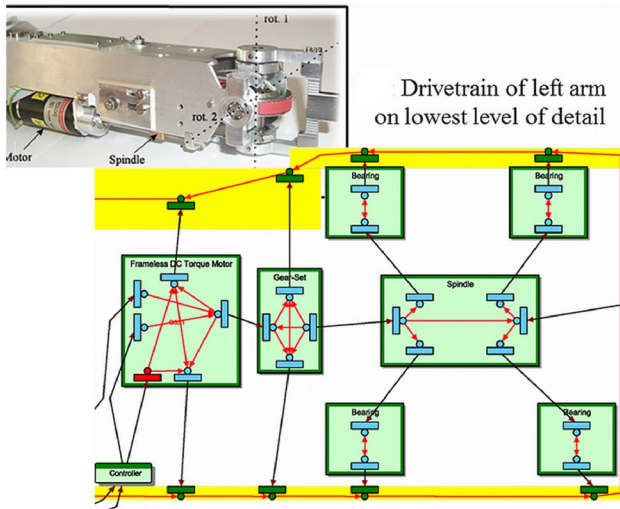 rot. 1
rot. 2
Motor
Spindle
Drivetrain of left arm
on lowest level of detail
Bearing
Bearing
Frameless DC Torque Motor
Gear-Set
Spindle
Bearing
Bearing
Controller